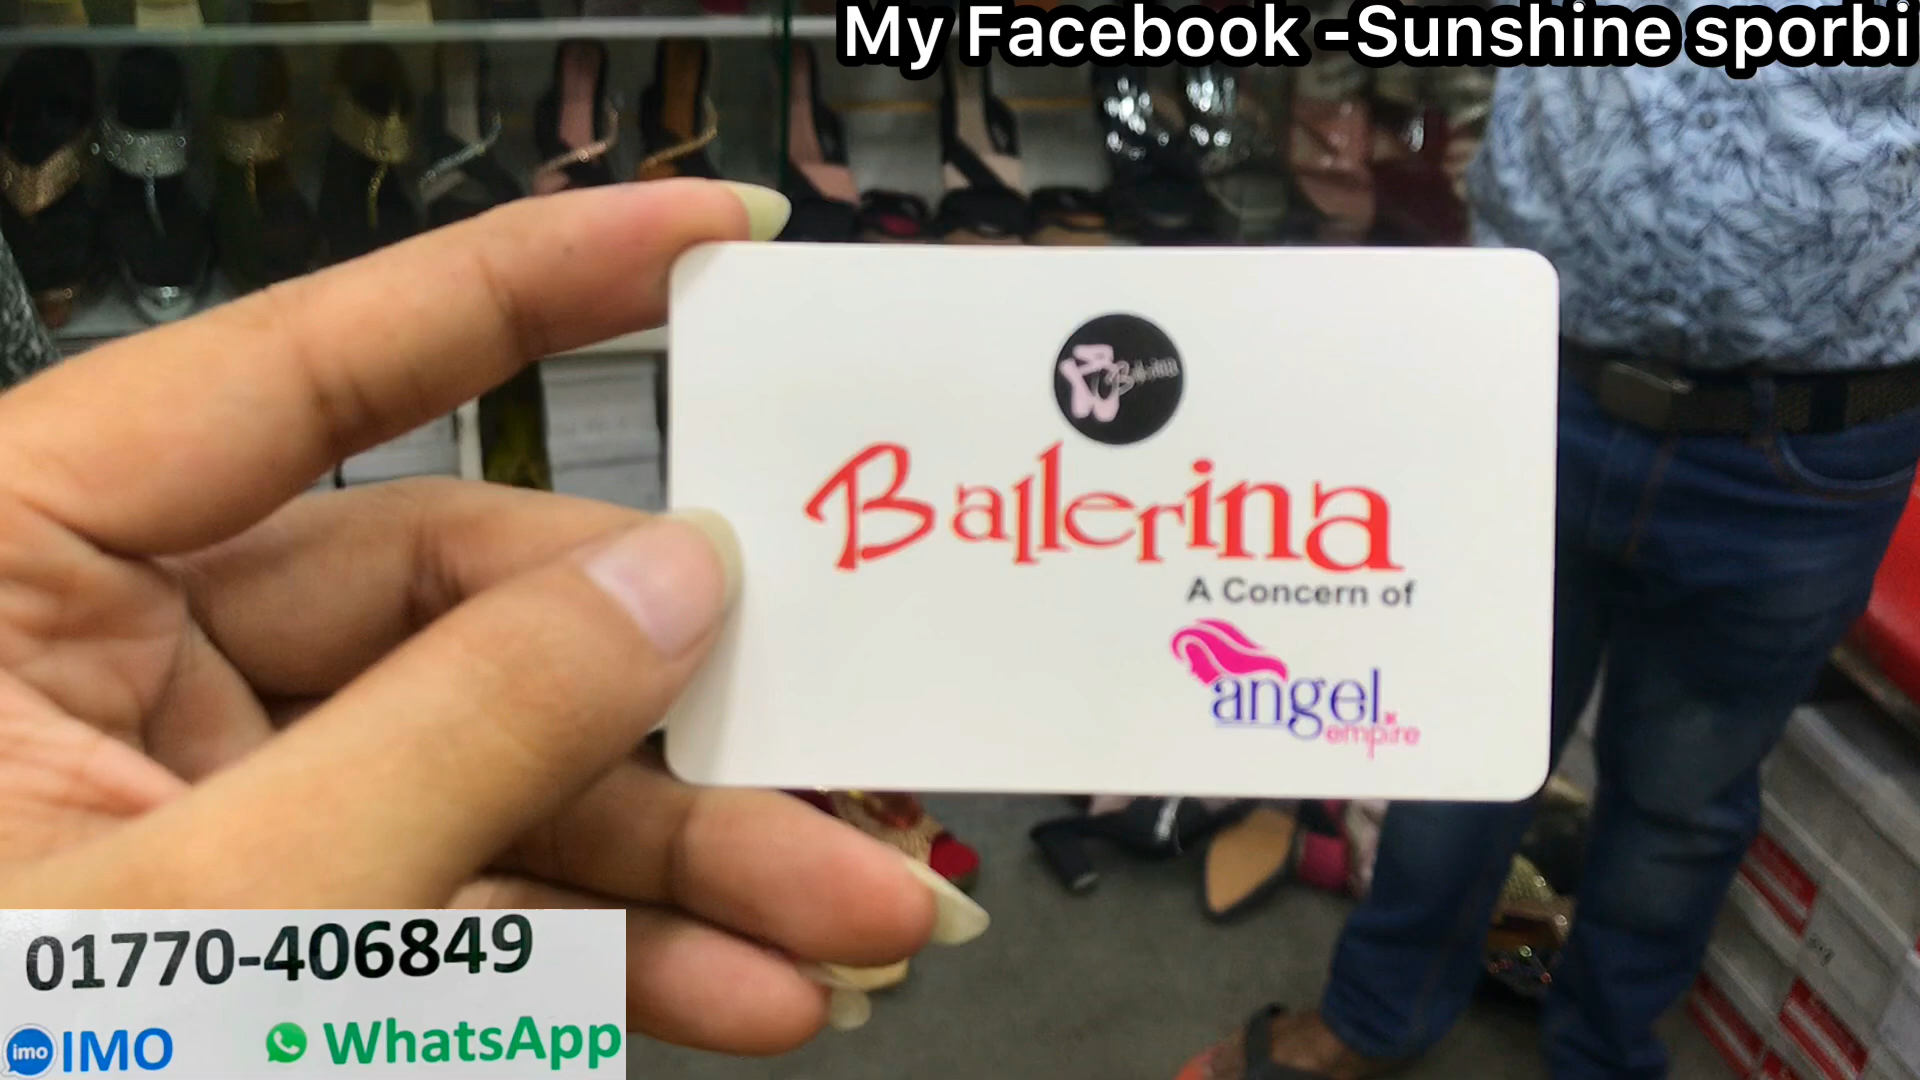 My Facebook -Sunshine sporbi
Ballerina
A Concern of
angel
empire
01770-406849
imo IMO
WhatsApp